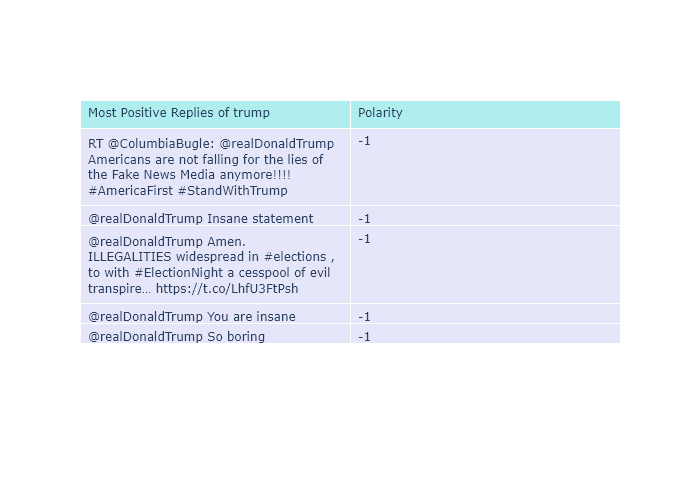 Most Positive Replies of trump
Polarity
RT @ColumbiaBugle: @realDonaldTrump
Americans are not falling for the lies of
the Fake News Media anymore!!!!
#AmericaFirst #StandWithTrump
-1
@realDonaldTrump Insane statement
-1
@realDonaldTrump Amen.
ILLEGALITIES widespread in #elections ,
to with #ElectionNight a cesspool of evil
transpire… https://t.co/LhfU3FtPsh
-1
@realDonaldTrump You are insane
-1
@realDonaldTrump So boring
-1